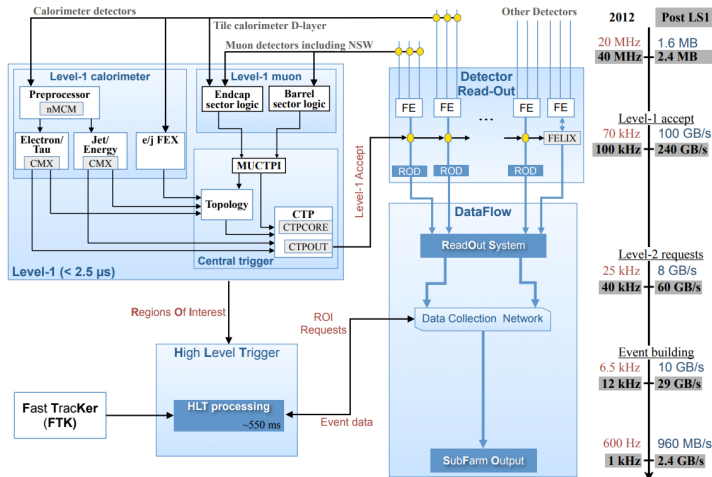 Calorimeter detectors
Tile calorimeter D-layer
Muon detectors including NSW
Other Detectors
Level-1 calorimeter
Preprocessor
nMCM
Electron/
Tau
CMX
Jet/
Energy
CMX
e/j FEX
Level-1 muon
Endcap
sector logic
Barrel
sector logic
MUCTPI
Topology
CTP
CTPCORE
CTPOUT
Central trigger
Level-1 (< 2.5 µs)
Level-1 Accept
Detector
Read-Out
FE
FE
...
FE
FE
FELIX
ROD
ROD
ROD
DataFlow
ReadOut System
Data Collection Network
SubFarm Output
Regions Of Interest
ROI
Requests
High Level Trigger
HLT processing
~550 ms
Event data
Fast TracKer
(FTK)
2012 Post LS1
20 MHz 1.6 MB
40 MHz 2.4 MB
Level-1 accept
70 kHz 100 GB/s
100 kHz 240 GB/s
Level-2 requests
25 kHz 8 GB/s
40 kHz 60 GB/s
Event building
6.5 kHz 10 GB/s
12 kHz 29 GB/s
600 Hz 960 MB/s
1 kHz 2.4 GB/s